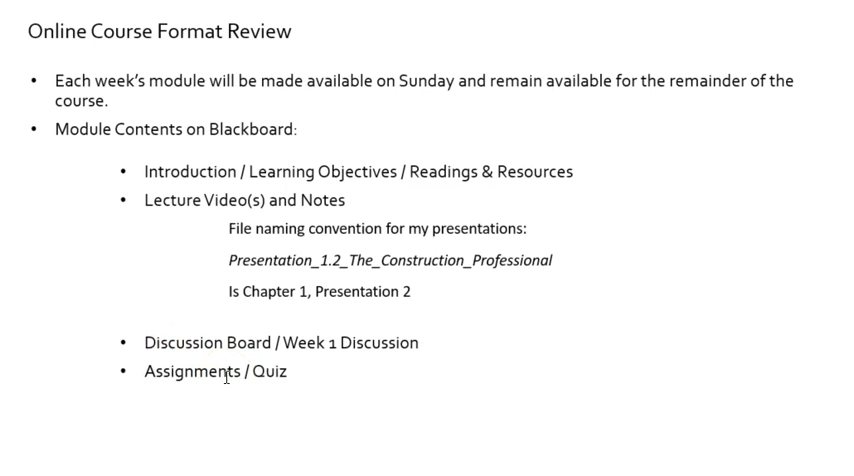 Online Course Format Review
• Each week's module will be made available on Sunday and remain available for the remainder of the
course.
• Module Contents on Blackboard:
• Introduction / Learning Objectives / Readings & Resources
• Lecture Video(s) and Notes
File naming convention for my presentations:
Presentation_1.2_The_Construction_Professional
Is Chapter 1, Presentation 2
• Discussion Board / Week 1 Discussion
• Assignments / Quiz